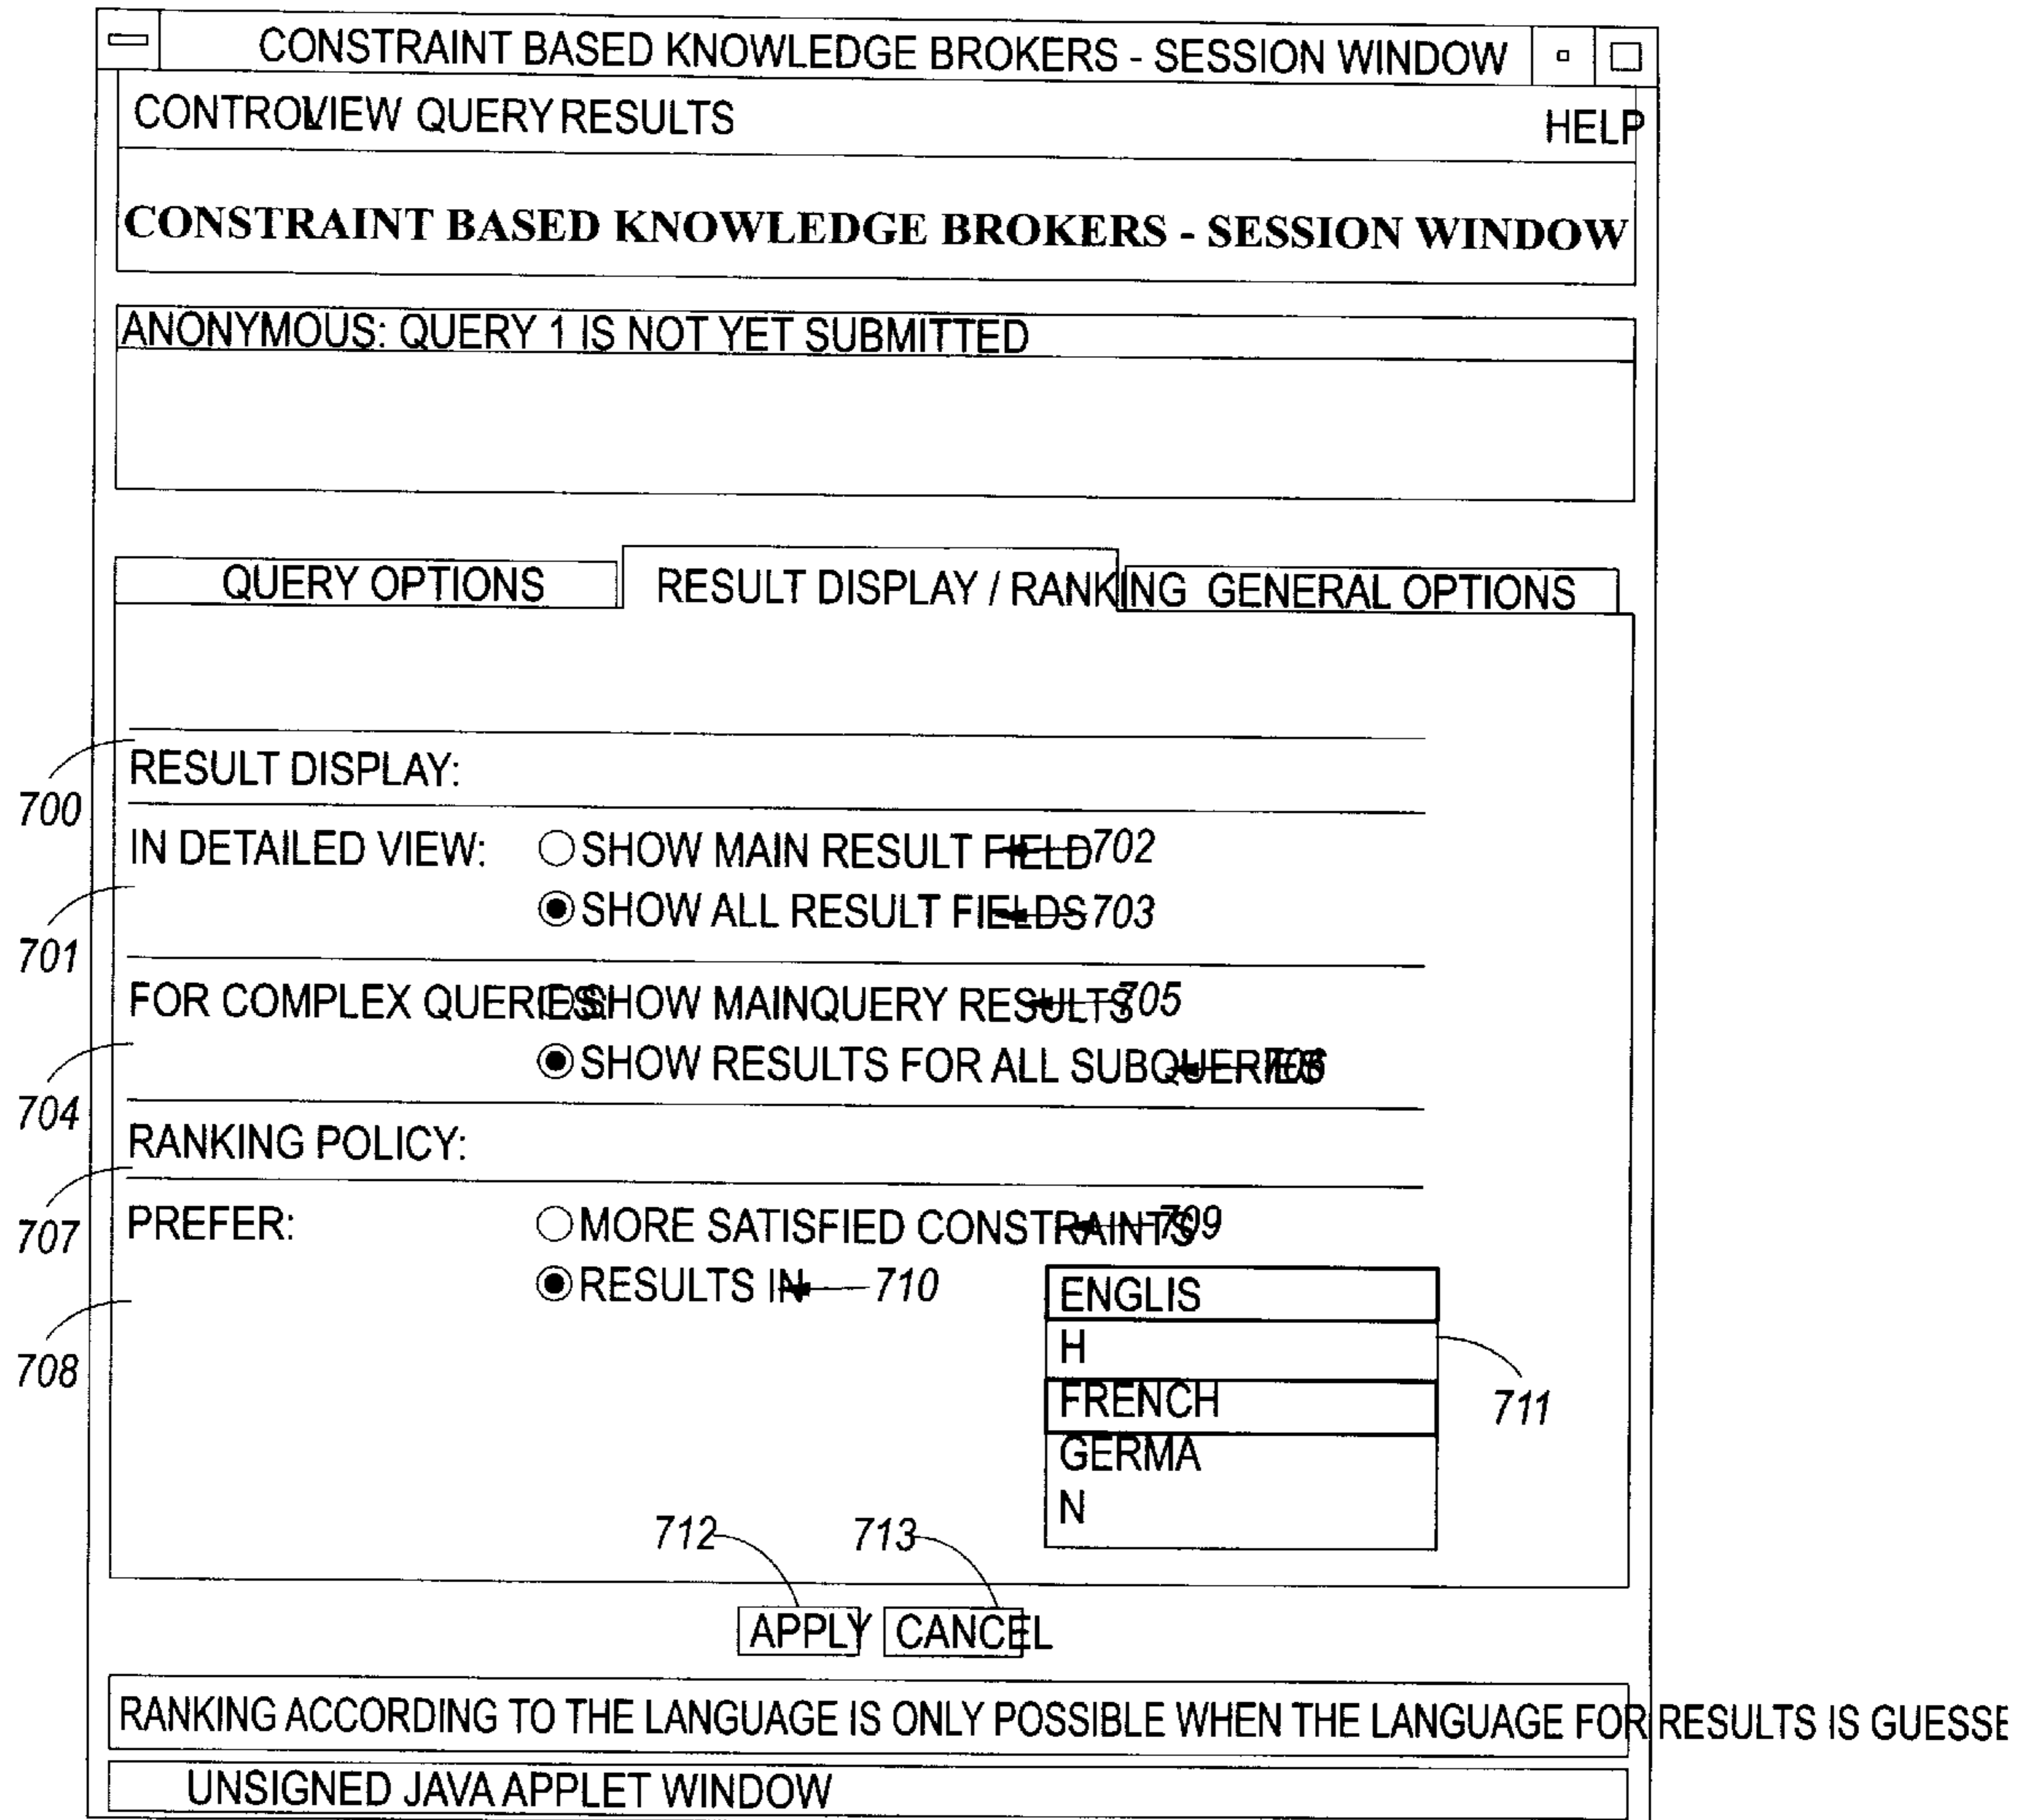 CONSTRAINT BASED KNOWLEDGE BROKERS - SESSION WINDOW
CONTROL VIEW QUERY RESULTS HELP
CONSTRAINT BASED KNOWLEDGE BROKERS - SESSION WINDOW
ANONYMOUS: QUERY 1 IS NOT YET SUBMITTED
QUERY OPTIONS RESULT DISPLAY / RANKING GENERAL OPTIONS
RESULT DISPLAY:
700
IN DETAILED VIEW: SHOW MAIN RESULT FIELD 702
SHOW ALL RESULT FIELDS 703
701
FOR COMPLEX QUERIES: SHOW MAINQUERY RESULTS 705
SHOW RESULTS FOR ALL SUBQUERIES 706
704
RANKING POLICY:
707
PREFER: MORE SATISFIED CONSTRAINTS 709
RESULTS IN 710
708
ENGLIS
H
FRENCH
GERMA
N
711
712 713
APPLY CANCEL
RANKING ACCORDING TO THE LANGUAGE IS ONLY POSSIBLE WHEN THE LANGUAGE FOR RESULTS IS GUESSE
UNSIGNED JAVA APPLET WINDOW